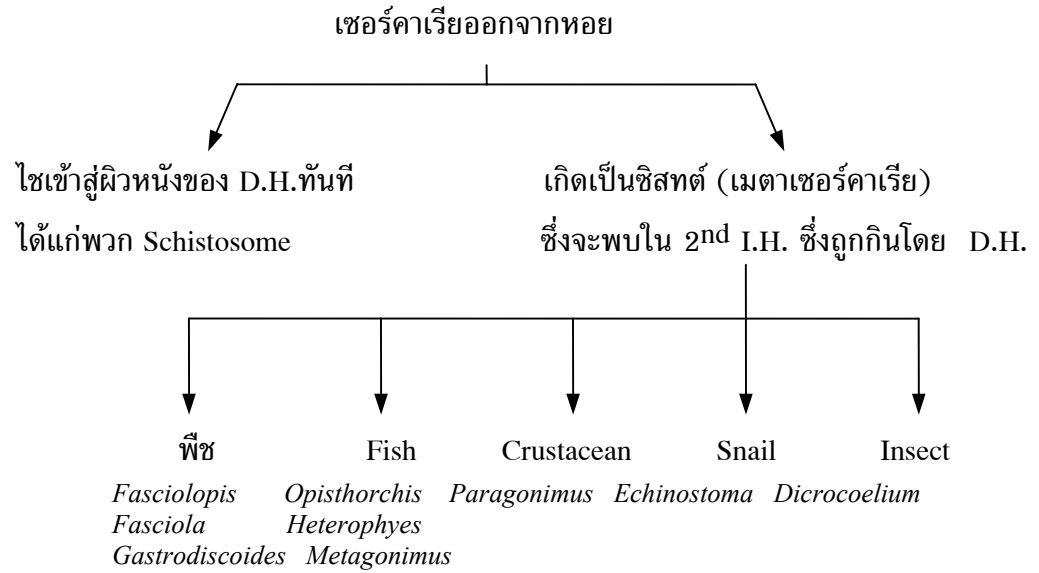 เซอร์คาเรียออกจากหอย
ไชเข้าสู่ผิวหนังของ D.H.ทันที
ได้แก่พวก Schistosome
เกิดเป็นซิสทต์ (เมตาเซอร์คาเรีย)
ซึ่งจะพบใน 2nd I.H. ซึ่งถูกกินโดย D.H.
พืช Fish Crustacean Snail Insect
Fasciolopis Opisthorchis Paragonimus Echinostoma Dicrocoelium
Fasciola Heterophyes
Gastrodiscoides Metagonimus